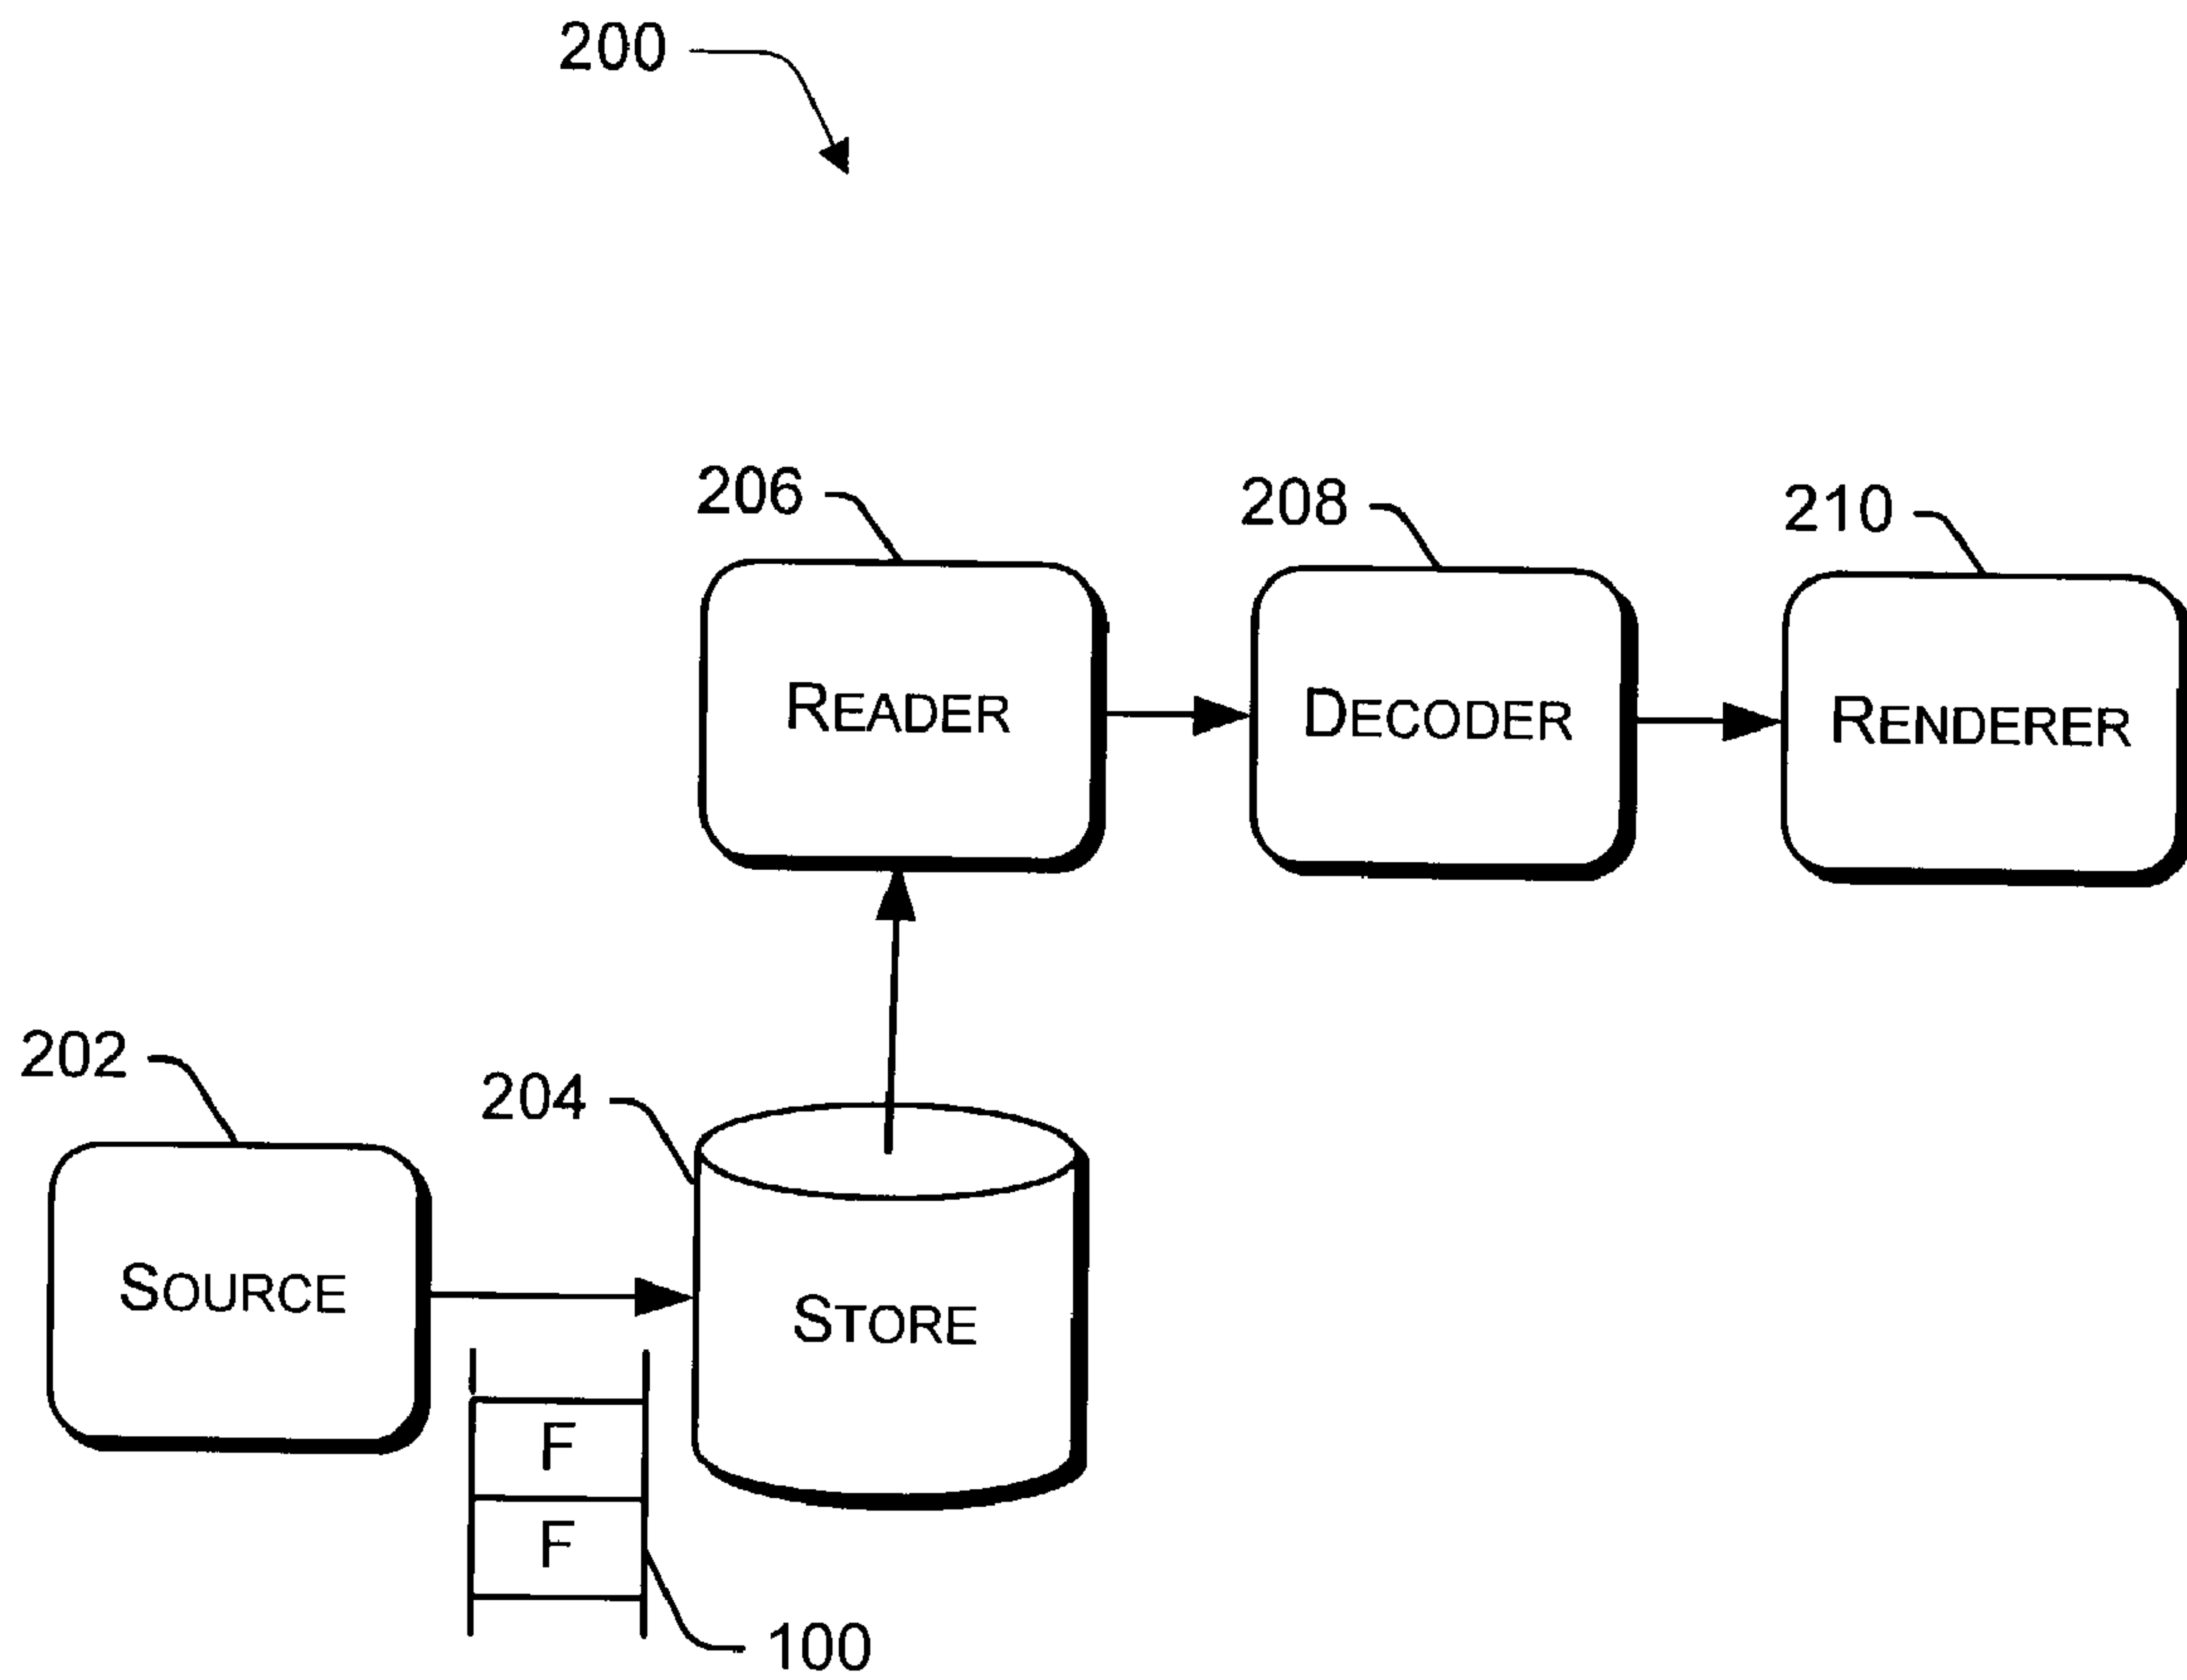 200
206
208
210
READER
DECODER
RENDERER
202
204
SOURCE
STORE
F
F
100